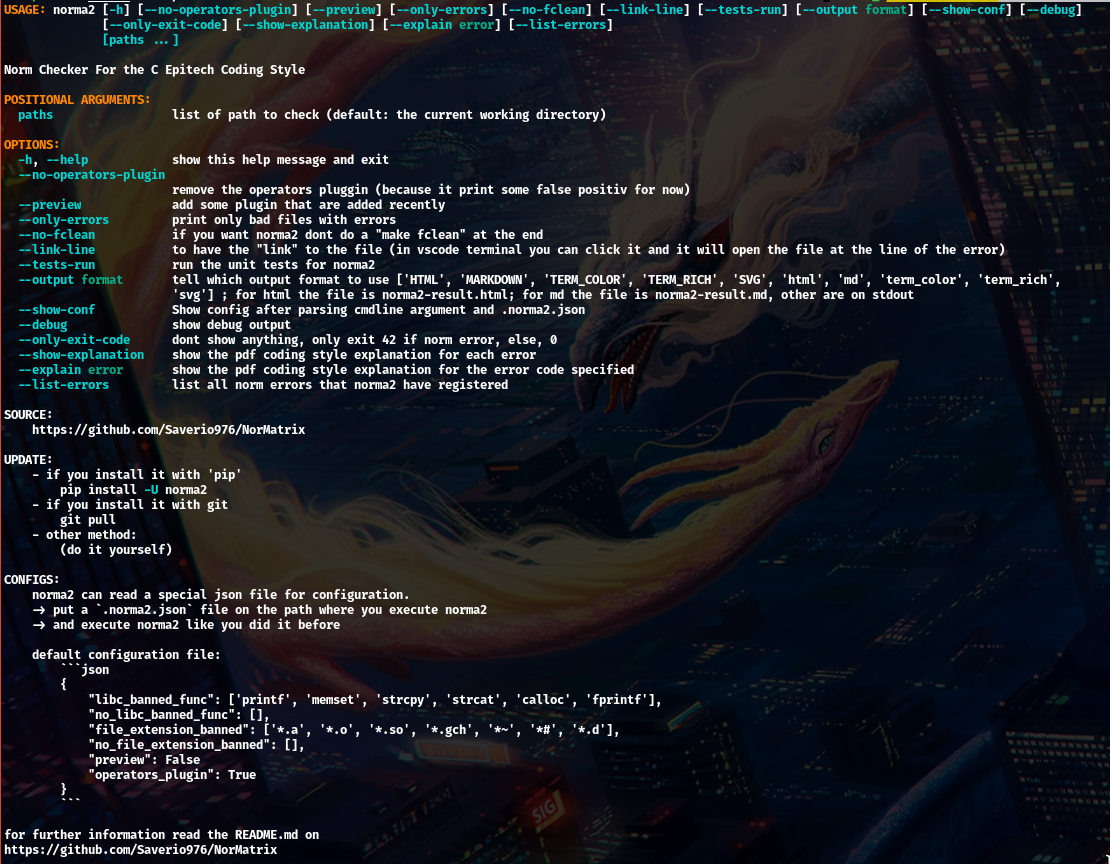 USAGE: norma2 [-h] [--no-operators-plugin] [--preview] [--only-errors] [--no-fclean] [--link-line] [--tests-run] [--output format] [--show-conf] [--debug]
[--only-exit-code] [--show-explanation] [--explain error] [--list-errors]
[paths ...]
Norm Checker For the C Epitech Coding Style
POSITIONAL ARGUMENTS:
paths list of path to check (default: the current working directory)
OPTIONS:
-h, --help show this help message and exit
--no-operators-plugin
remove the operators pluggin (because it print some false positiv for now)
--preview add some plugin that are added recently
--only-errors print only bad files with errors
--no-fclean if you want norma2 dont do a "make fclean" at the end
--link-line to have the "link" to the file (in vscode terminal you can click it and it will open the file at the line of the error)
--tests-run run the unit tests for norma2
--output format tell which output format to use ['HTML', 'MARKDOWN', 'TERM_COLOR', 'TERM_RICH', 'SVG', 'html', 'md', 'term_color', 'term_rich',
'svg'] ; for html the file is norma2-result.html; for md the file is norma2-result.md, other are on stdout
--show-conf Show config after parsing cmdline argument and .norma2.json
--debug show debug output
--only-exit-code dont show anything, only exit 42 if norm error, else, 0
--show-explanation show the pdf coding style explanation for each error
--explain error show the pdf coding style explanation for the error code specified
--list-errors list all norm errors that norma2 have registered
SOURCE:
https://github.com/Saverio976/NorMatrix
UPDATE:
- if you install it with 'pip'
pip install -U norma2
- if you install it with git
git pull
- other method:
(do it yourself)
CONFIGS:
norma2 can read a special json file for configuration.
-> put a `.norma2.json` file on the path where you execute norma2
-> and execute norma2 like you did it before
default configuration file:
```json
{
"libc_banned_func": ['printf', 'memset', 'strcpy', 'strcat', 'calloc', 'fprintf'],
"no_libc_banned_func": [],
"file_extension_banned": ['*.a', '*.o', '*.so', '*.gch', '*~', '*#', '*.d'],
"no_file_extension_banned": [],
"preview": False
"operators_plugin": True
}
```
SIG
for further information read the README.md on
https://github.com/Saverio976/NorMatrix